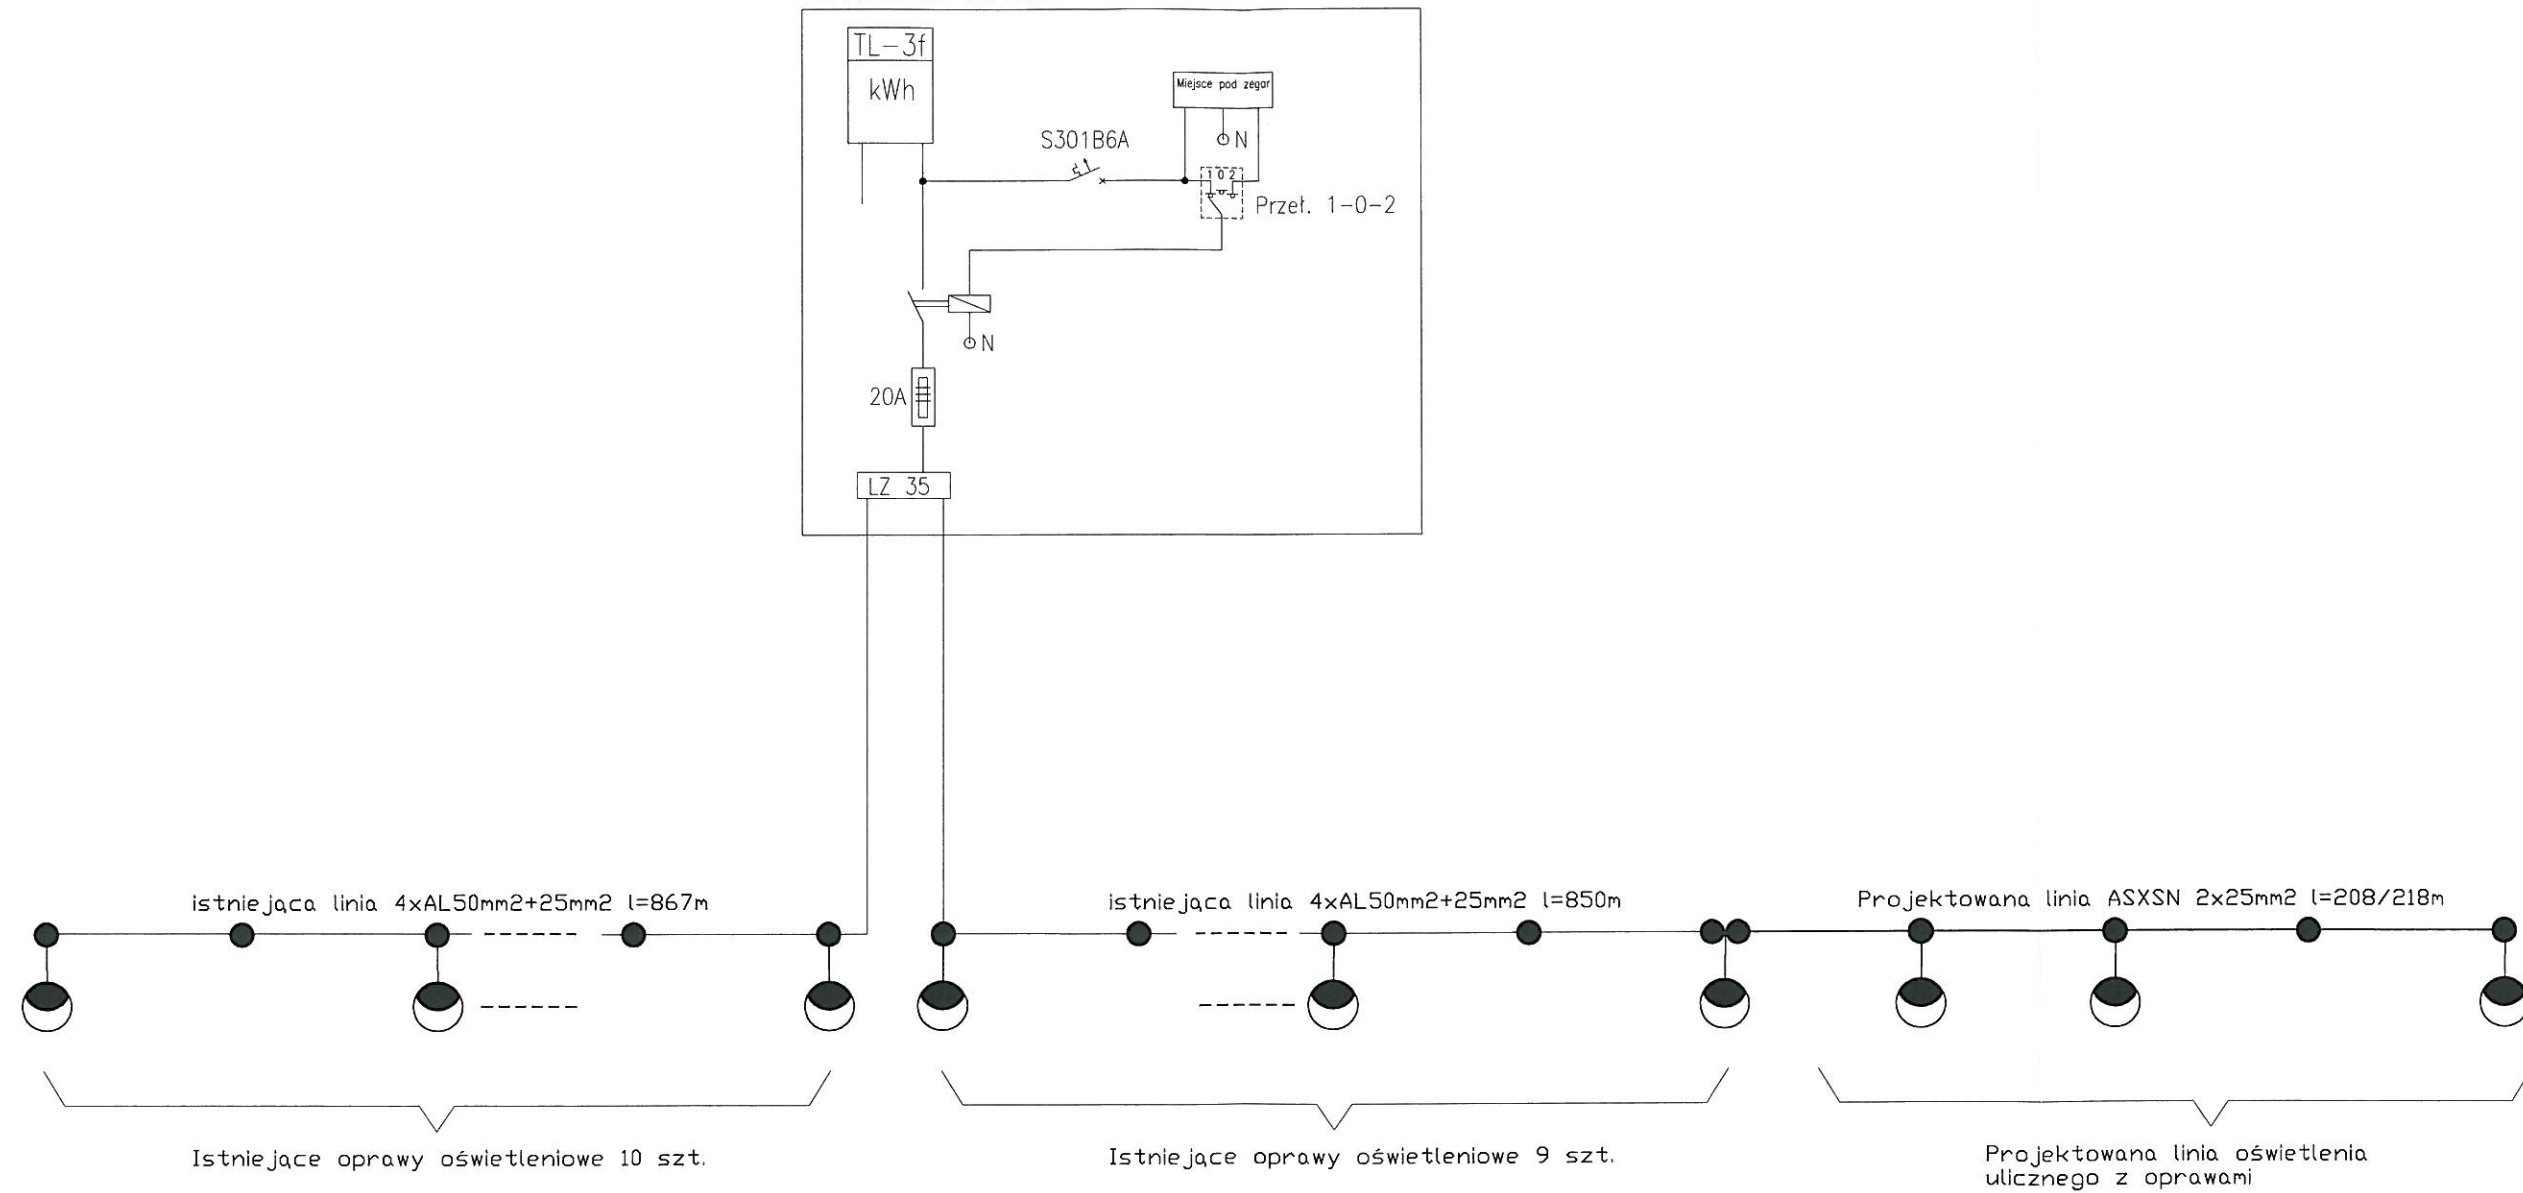 TL-3f
kWh
Miejsce pod zegar
N
S301B6A
1 0 2
Przeł. 1-0-2
N
20A
LZ 35
istniejąca linia 4xAL50mm2+25mm2 l=867m
istniejąca linia 4xAL50mm2+25mm2 l=850m
Projektowana linia ASXSN 2x25mm2 l=208/218m
Istniejące oprawy oświetleniowe 10 szt.
Istniejące oprawy oświetleniowe 9 szt.
Projektowana linia oświetlenia
ulicznego z oprawami